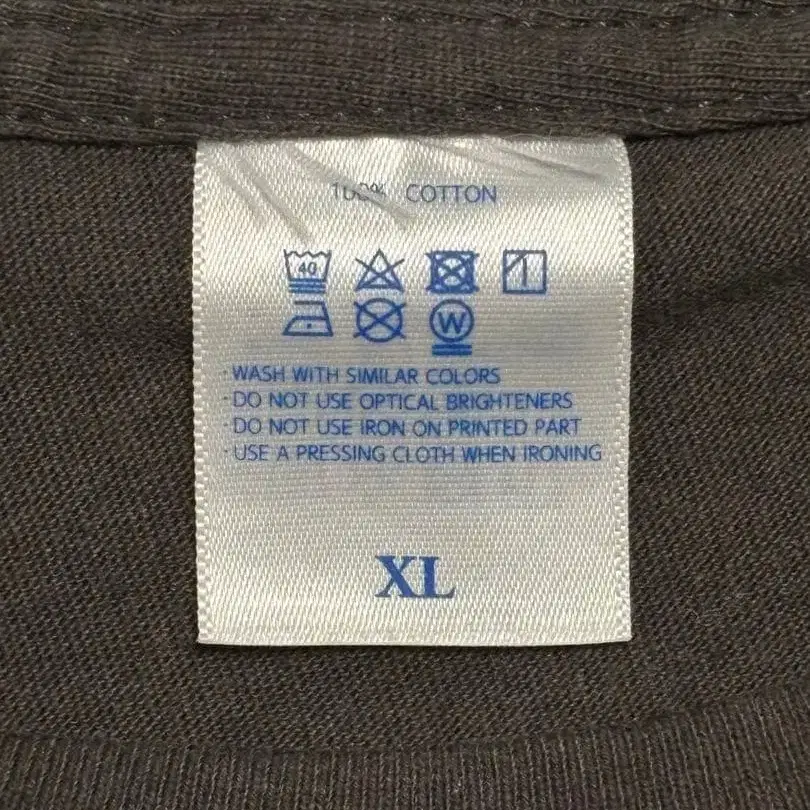 100% COTTON
40
W
· WASH WITH SIMILAR COLORS
· DO NOT USE OPTICAL BRIGHTENERS
· DO NOT USE IRON ON PRINTED PART
· USE A PRESSING CLOTH WHEN IRONING
XL